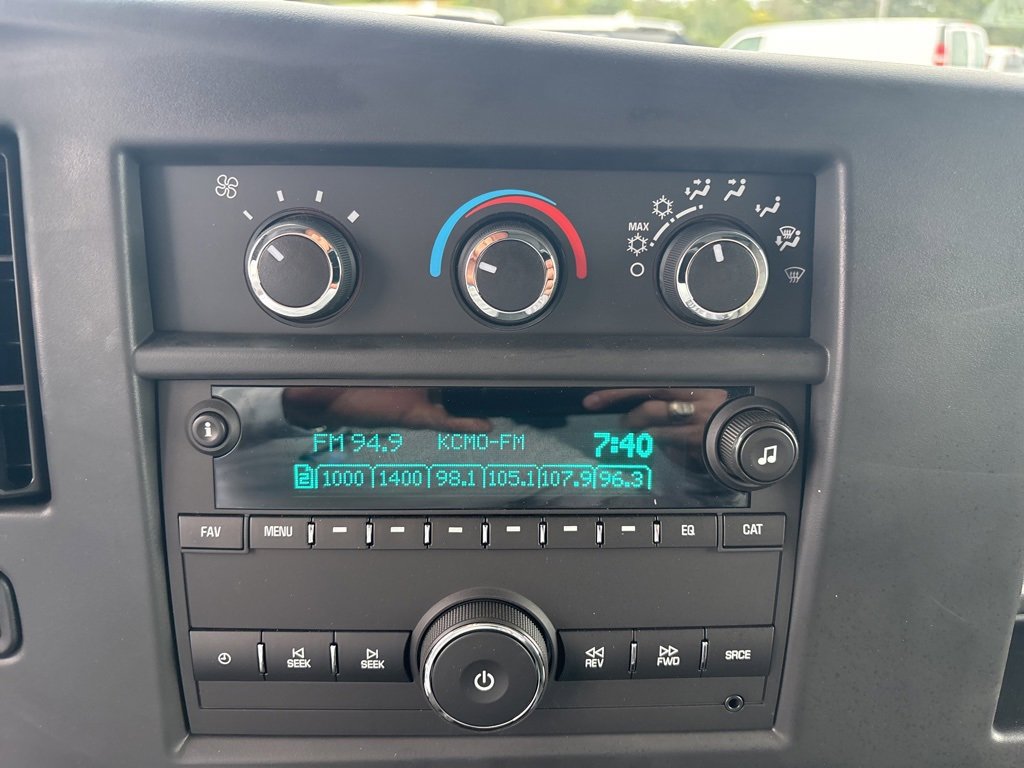 MAX
i
FM 94.9 KCMO-FM 7:40
2 1000 1400 98.1 105.1 107.9 96.3
FAV MENU EQ CAT
SEEK SEEK REV FWD SRCE